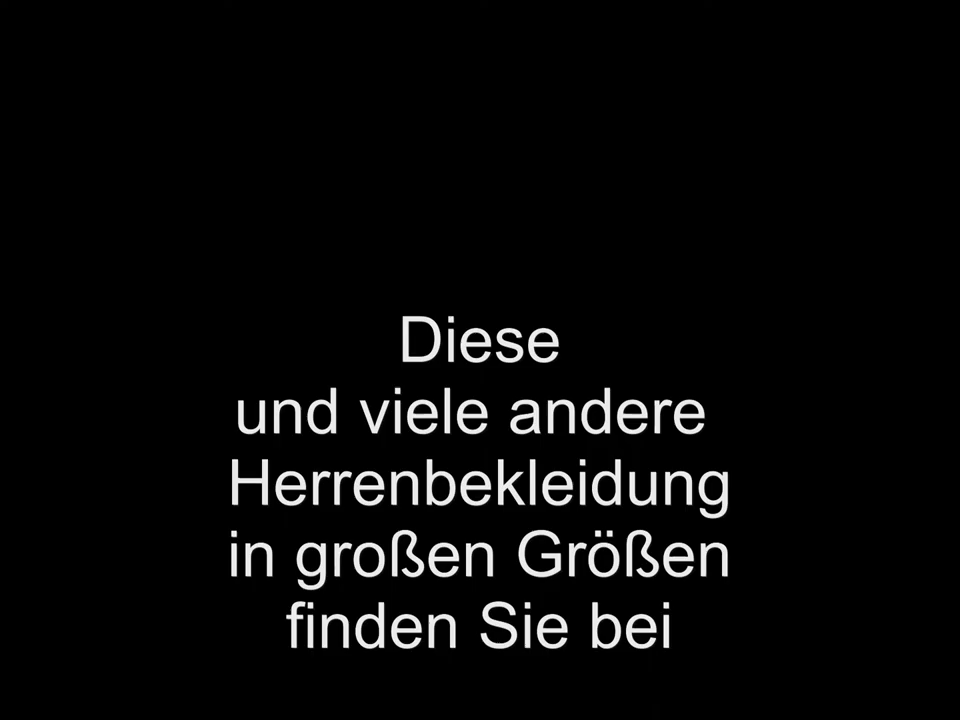 Diese
und viele andere
Herrenbekleidung
in großen Größen
finden Sie bei